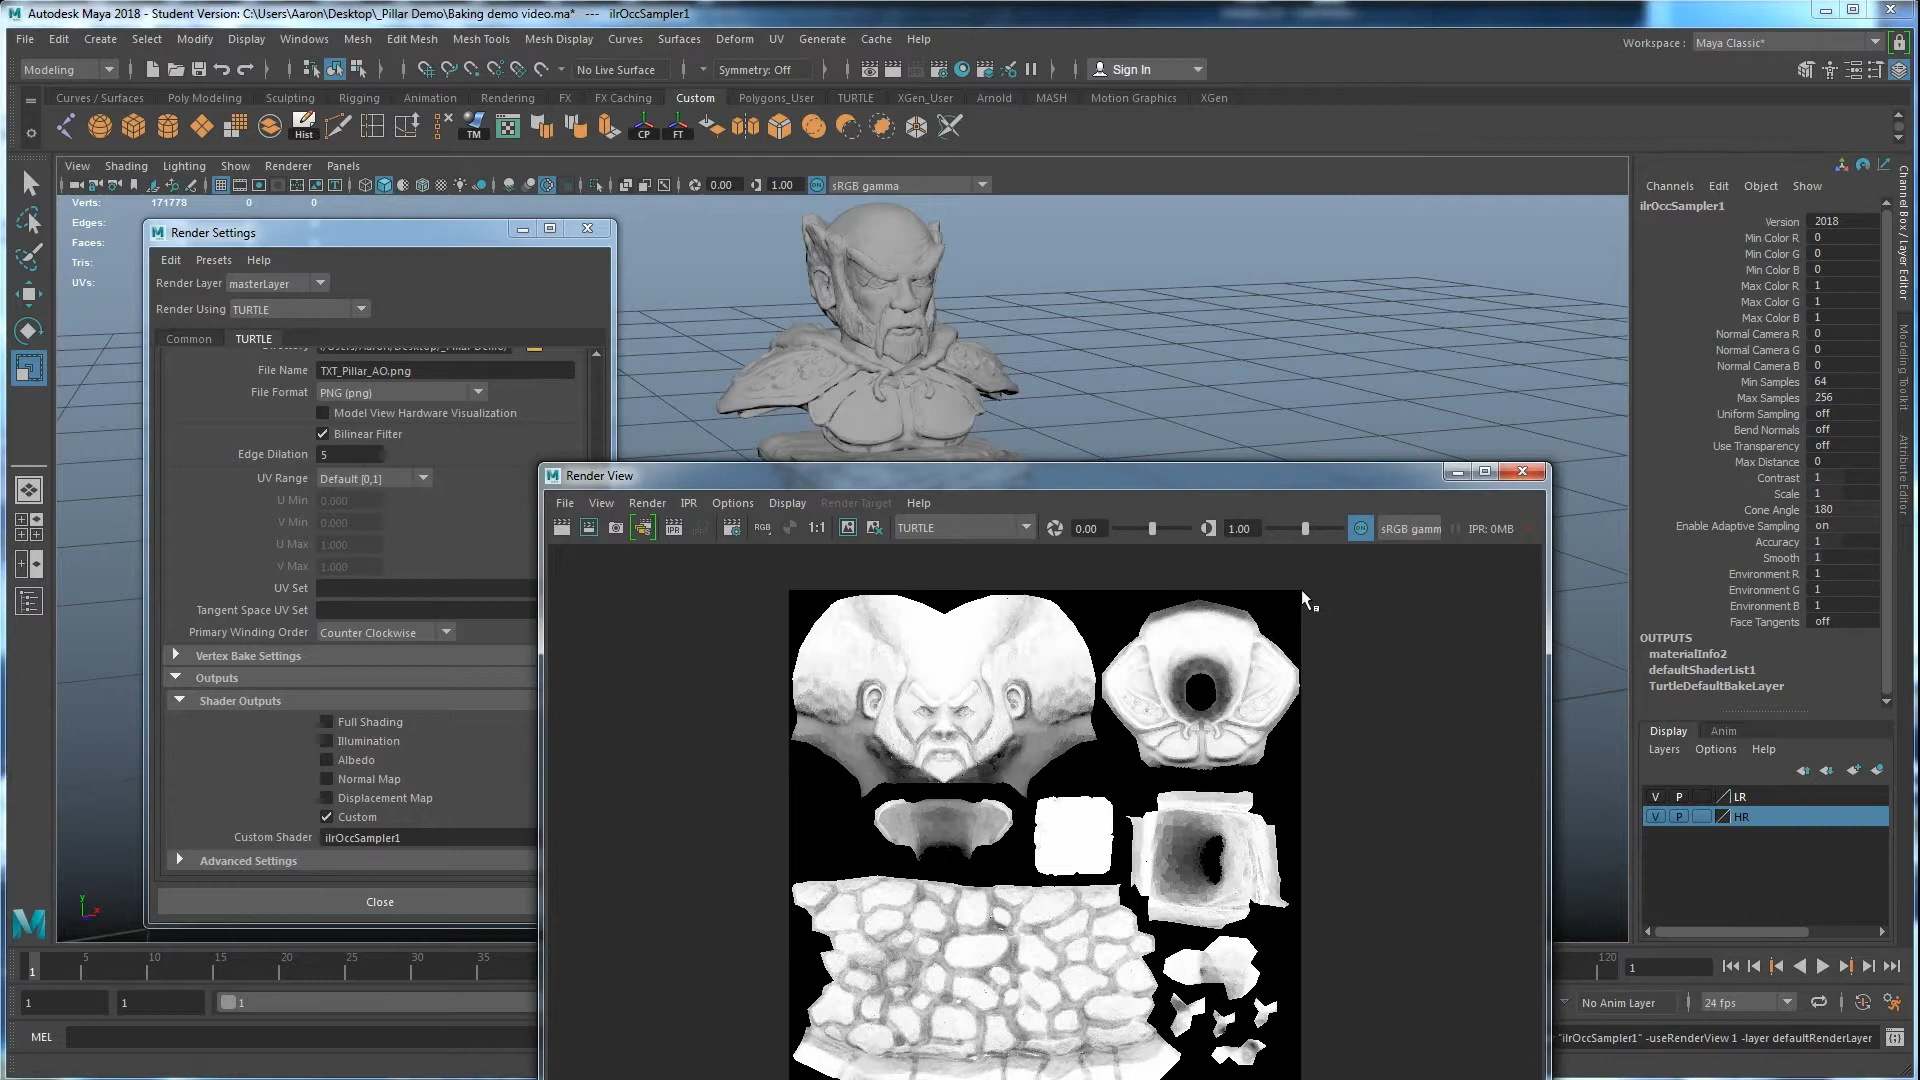 Autodesk Maya 2018 - Student Version: C:\Users\Aaron\Desktop\_Pillar Demo\Baking demo video.ma*   ---   ilrOccSampler1
File Edit Create Select Modify Display Windows Mesh Edit Mesh Mesh Tools Mesh Display Curves Surfaces Deform UV Generate Cache Help
Workspace : Maya Classic*
Modeling No Live Surface Symmetry: Off Sign In
Curves / Surfaces Poly Modeling Sculpting Rigging Animation Rendering FX FX Caching Custom Polygons_User TURTLE XGen_User Arnold MASH Motion Graphics XGen
Hist TM CP FT
View Shading Lighting Show Renderer Panels
0.00 1.00 sRGB gamma
Verts: 171778 0 0
Edges:
Faces:
Tris:
UVs:
Render Settings
Edit Presets Help
Render Layer masterLayer
Render Using TURTLE
Common TURTLE
File Name TXT_Pillar_AO.png
File Format PNG (png)
Model View Hardware Visualization
Bilinear Filter
Edge Dilation 5
UV Range Default [0,1]
U Min 0.000
V Min 0.000
U Max 1.000
V Max 1.000
UV Set
Tangent Space UV Set
Primary Winding Order Counter Clockwise
Vertex Bake Settings
Outputs
Shader Outputs
Full Shading
Illumination
Albedo
Normal Map
Displacement Map
Custom
Custom Shader ilrOccSampler1
Advanced Settings
Close
Render View
File View Render IPR Options Display Render Target Help
RGB 1:1 IPR TURTLE 0.00 1.00 ON sRGB gamm IPR: 0MB
Channels Edit Object Show
ilrOccSampler1
Version 2018
Min Color R 0
Min Color G 0
Min Color B 0
Max Color R 1
Max Color G 1
Max Color B 1
Normal Camera R 0
Normal Camera G 0
Normal Camera B 0
Min Samples 64
Max Samples 256
Uniform Sampling off
Bend Normals off
Use Transparency off
Max Distance 0
Contrast 1
Scale 1
Cone Angle 180
Enable Adaptive Sampling on
Accuracy 1
Smooth 1
Environment R 1
Environment G 1
Environment B 1
Face Tangents off
OUTPUTS
materialInfo2
defaultShaderList1
TurtleDefaultBakeLayer
Channel Box / Layer Editor
Modeling Toolkit
Attribute Editor
Display Anim
Layers Options Help
V P LR
V P HR
y x
1 5 10 15 20 25 30 35 120 1
1 1 1 No Anim Layer 24 fps
MEL
"ilrOccSampler1" -useRenderView 1 -layer defaultRenderLayer